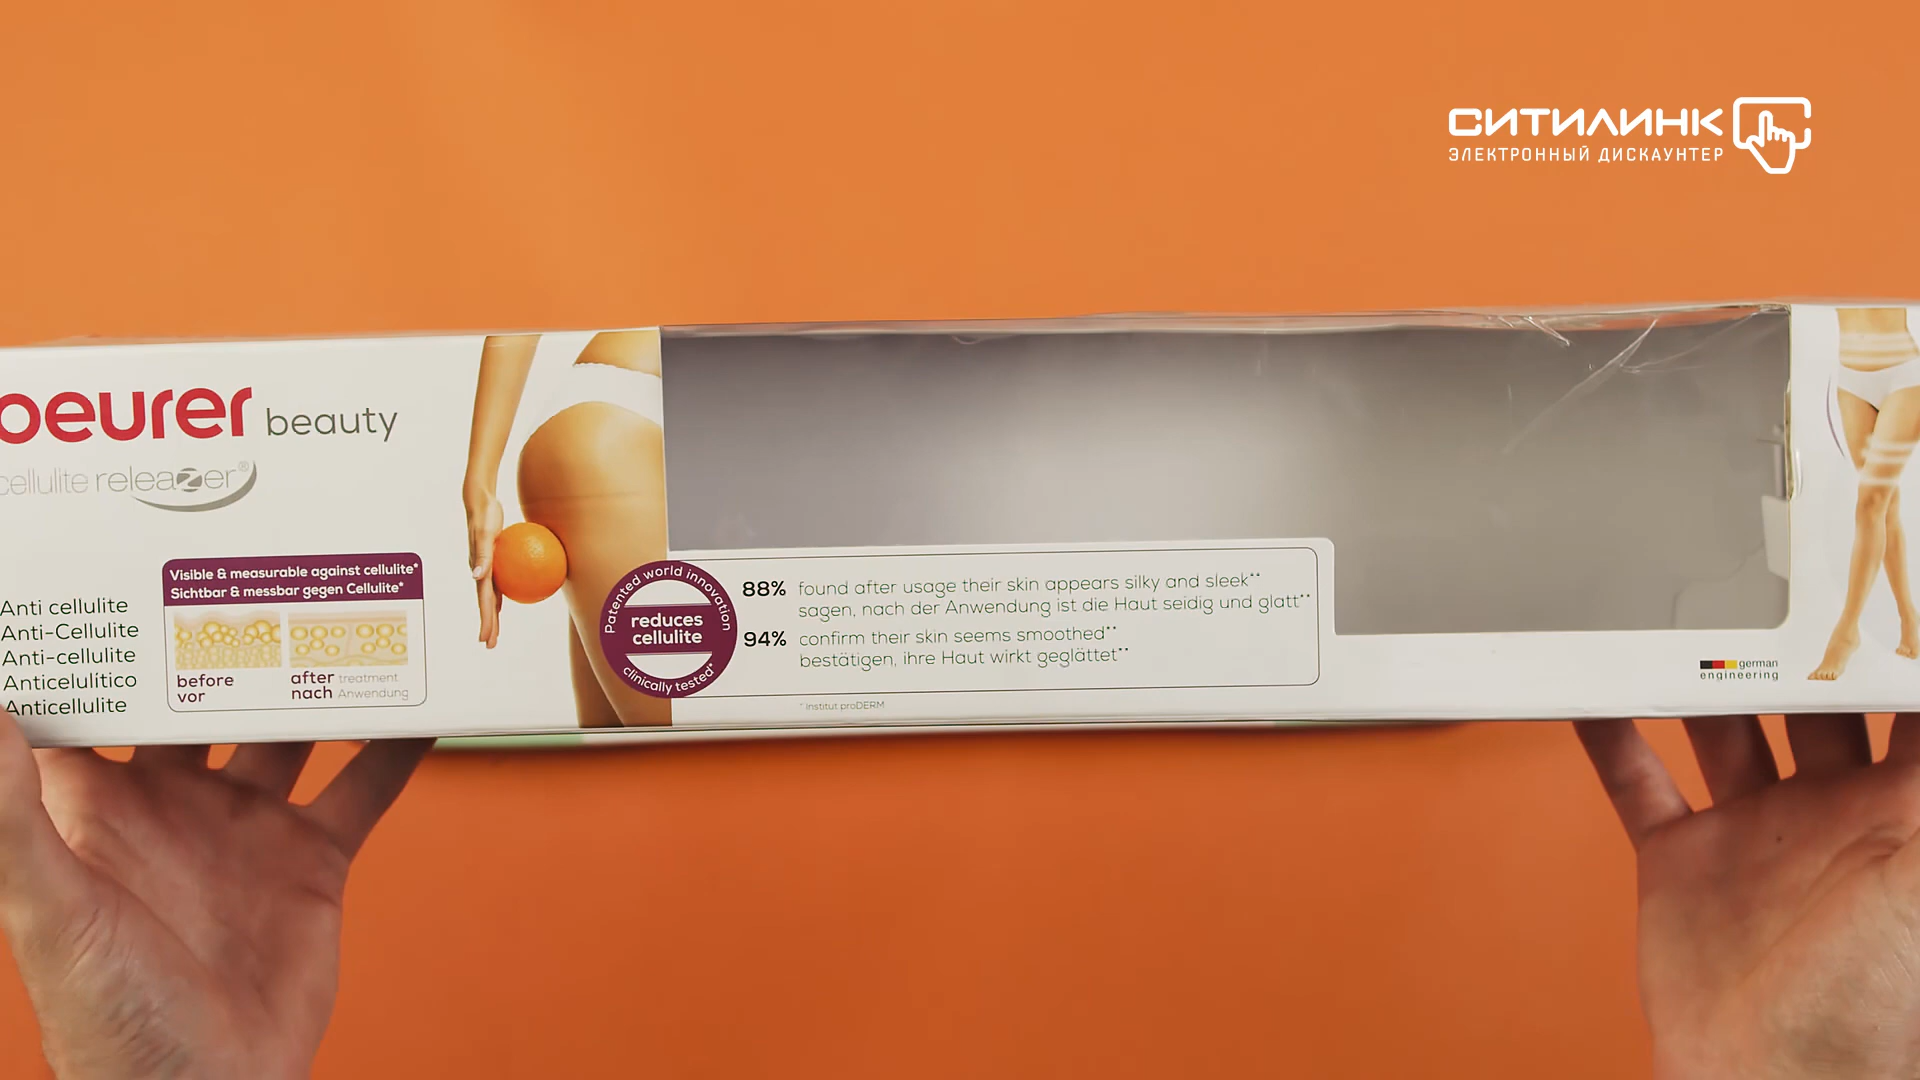 СИТИЛИНК
ЭЛЕКТРОННЫЙ ДИСКАУНТЕР
beurer beauty
cellulite releazer®
Visible & measurable against cellulite*
Sichtbar & messbar gegen Cellulite*
before
vor
after treatment
nach Anwendung
Anti cellulite
Anti-Cellulite
Anti-cellulite
Anticelulítico
Anticellulite
Patented world innovation
reduces
cellulite
clinically tested*
88% found after usage their skin appears silky and sleek**
sagen, nach der Anwendung ist die Haut seidig und glatt**
94% confirm their skin seems smoothed**
bestätigen, ihre Haut wirkt geglättet**
* Institut proDERM
german
engineering